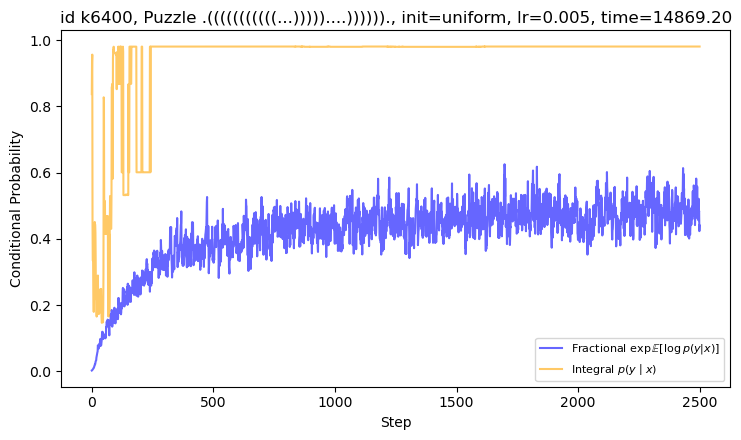 id k6400, Puzzle .(((((((((((...)))))....))))))., init=uniform, lr=0.005, time=14869.20
1.0
0.8
0.6
0.4
0.2
0.0
Conditional Probability
Fractional exp𝔼[log p(y|x)]
Integral p(y | x)
0
500
1000
1500
2000
2500
Step